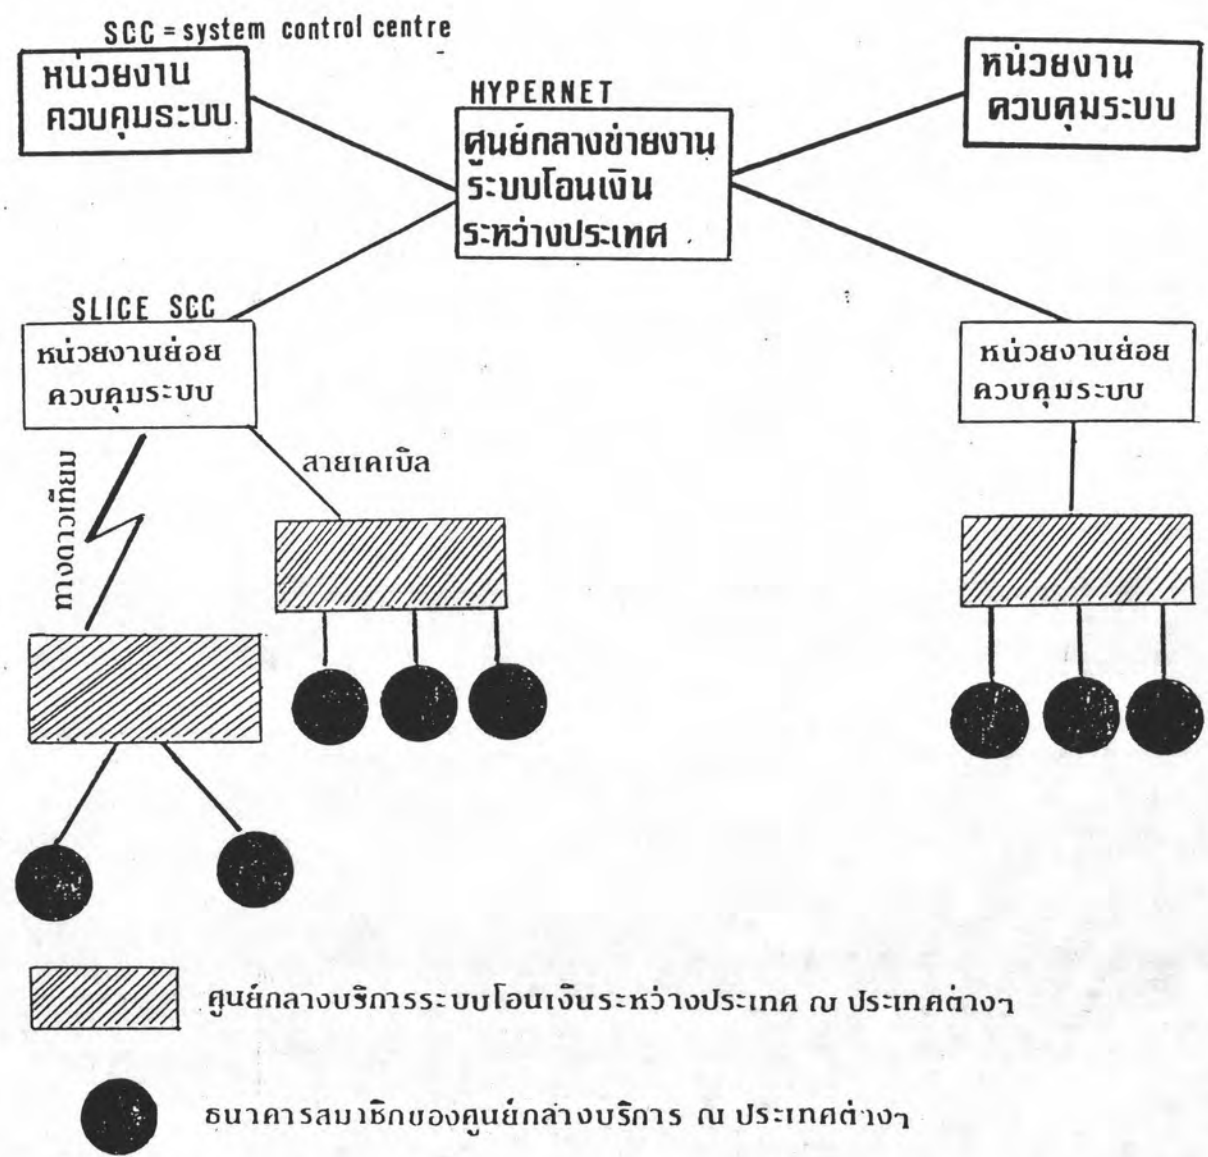 SCC = system control centre
หน่วยงาน
ควบคุมระบบ
HYPERNET
ศูนย์กลางข่ายงาน
ระบบโอนเงิน
ระหว่างประเทศ
หน่วยงาน
ควบคุมระบบ
SLICE SCC
หน่วยงานย่อย
ควบคุมระบบ
หน่วยงานย่อย
ควบคุมระบบ
ทางดาวเทียม
สายเคเบิล
ศูนย์กลางบริการระบบโอนเงินระหว่างประเทศ ณ ประเทศต่างๆ
ธนาคารสมาชิกของศูนย์กลางบริการ ณ ประเทศต่างๆ